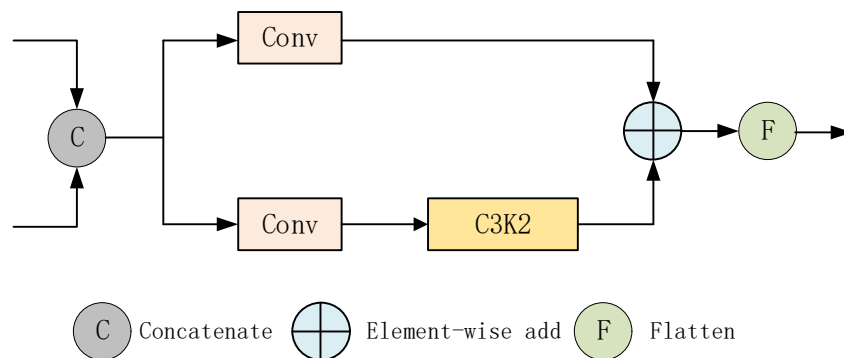 Conv
C
F
Conv
C3K2
C Concatenate
Element-wise add
F Flatten